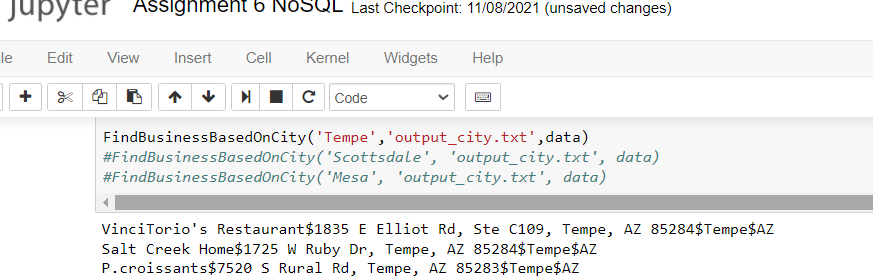 jupyter Assignment 6 NoSQL Last Checkpoint: 11/08/2021 (unsaved changes)
le Edit View Insert Cell Kernel Widgets Help
Code
FindBusinessBasedOnCity('Tempe','output_city.txt',data)
#FindBusinessBasedOnCity('Scottsdale', 'output_city.txt', data)
#FindBusinessBasedOnCity('Mesa', 'output_city.txt', data)
VinciTorio's Restaurant$1835 E Elliot Rd, Ste C109, Tempe, AZ 85284$Tempe$AZ
Salt Creek Home$1725 W Ruby Dr, Tempe, AZ 85284$Tempe$AZ
P.croissants$7520 S Rural Rd, Tempe, AZ 85283$Tempe$AZ